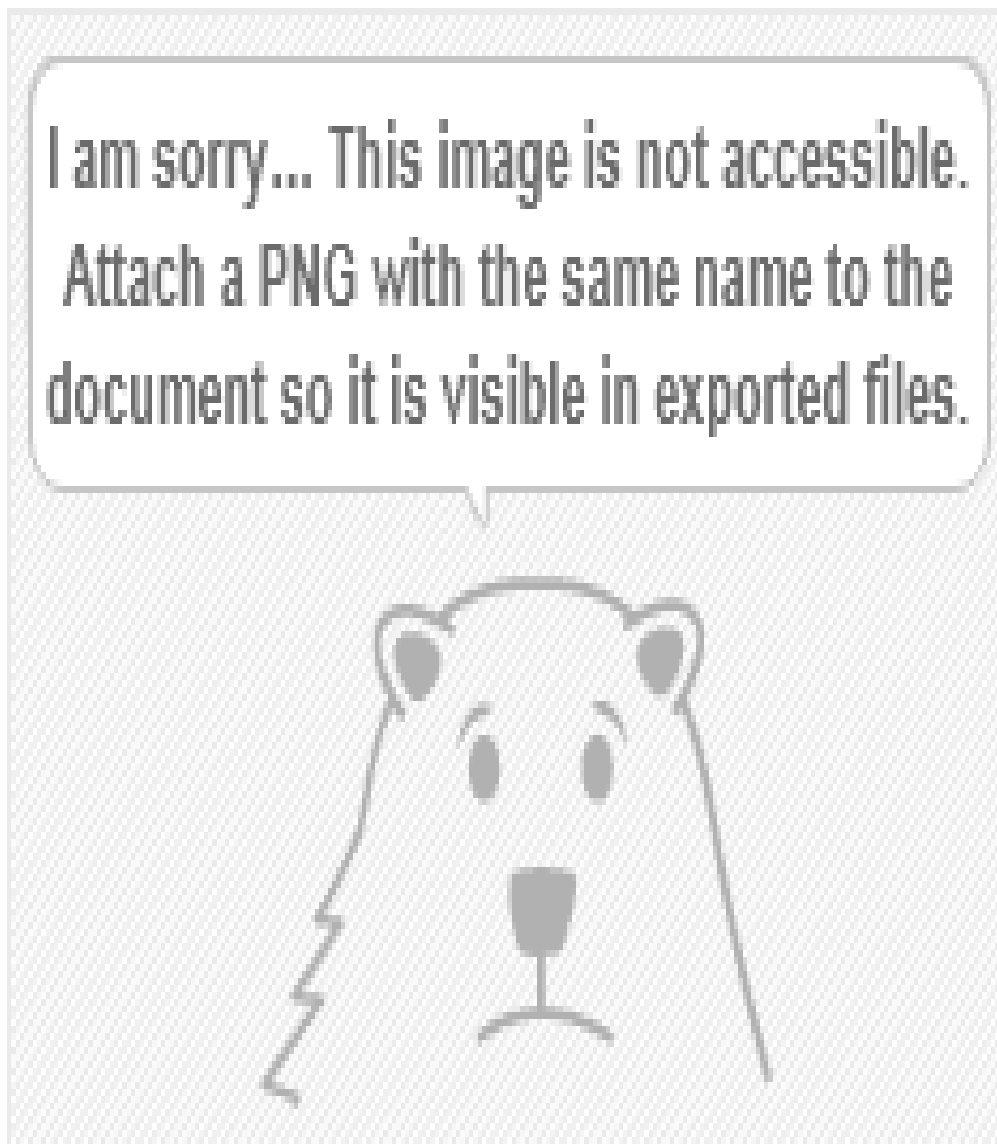 I am sorry... This image is not accessible.
Attach a PNG with the same name to the
document so it is visible in exported files.